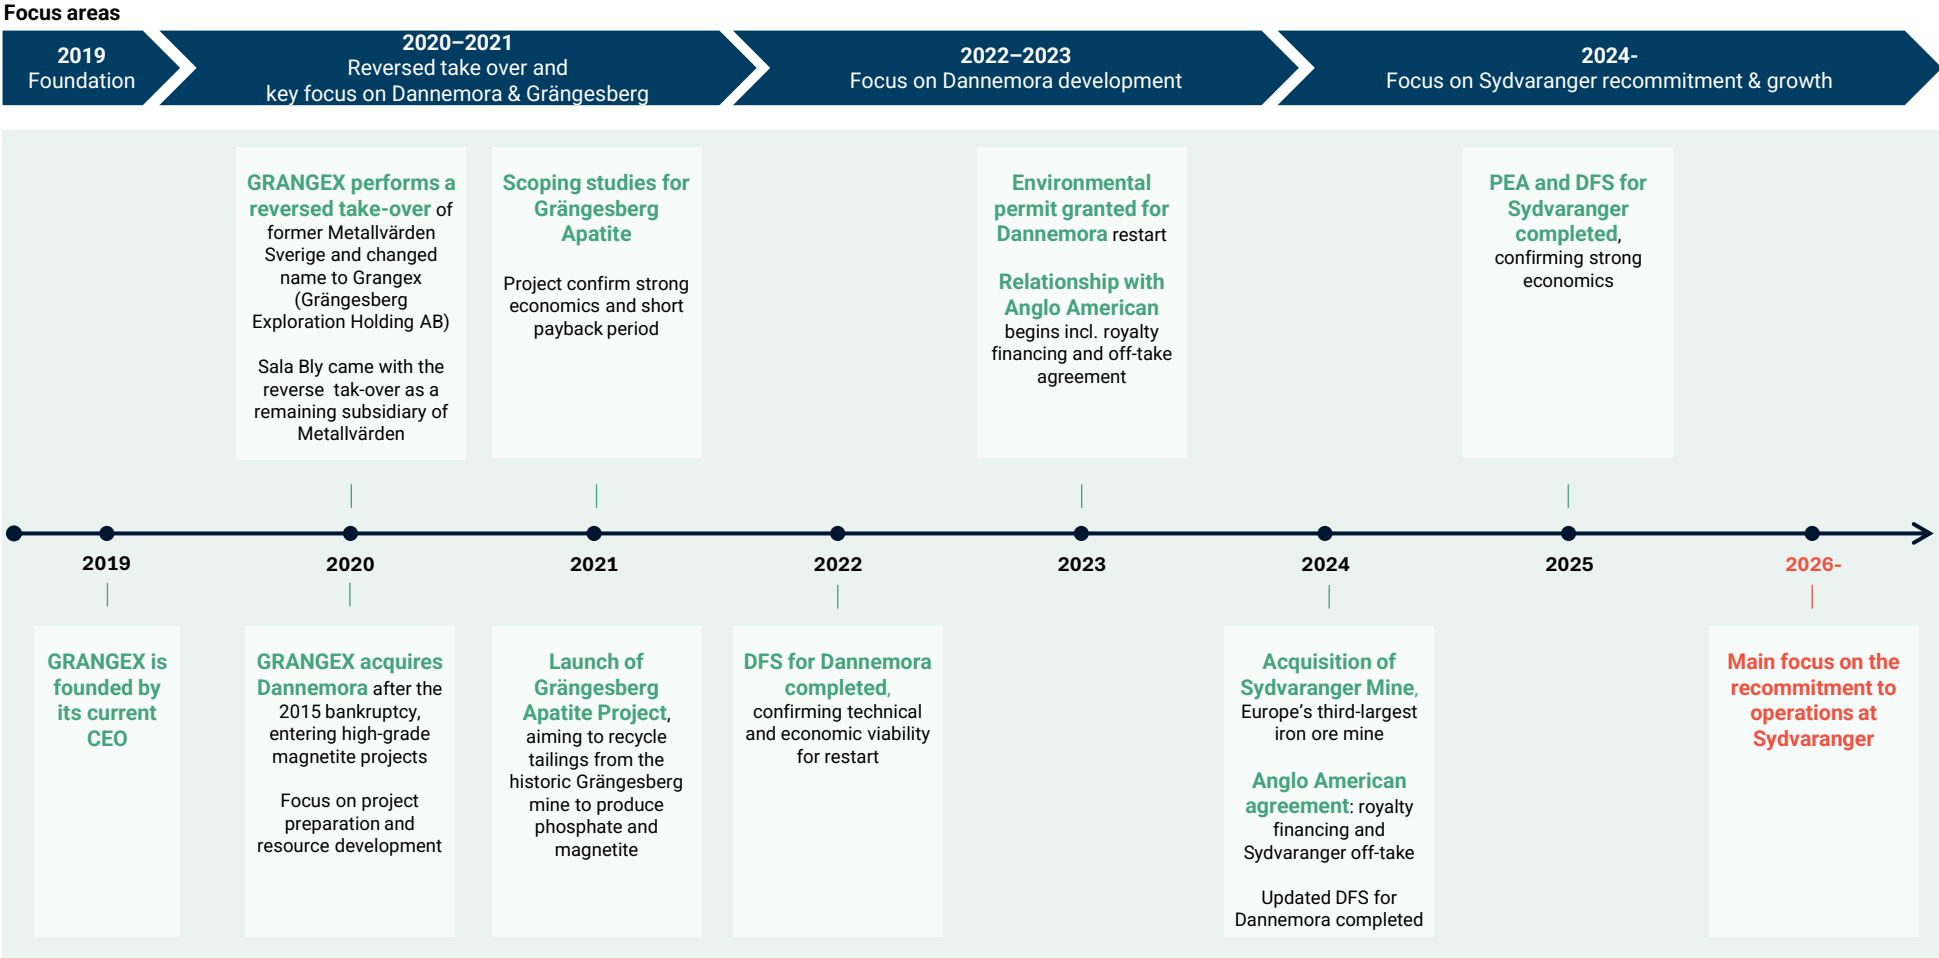 Focus areas
2019
Foundation
2020–2021
Reversed take over and
key focus on Dannemora & Grängesberg
2022–2023
Focus on Dannemora development
2024-
Focus on Sydvaranger recommitment & growth
GRANGEX performs a
reversed take-over of
former Metallvärden
Sverige and changed
name to Grangex
(Grängesberg
Exploration Holding AB)
Sala Bly came with the
reverse  tak-over as a
remaining subsidiary of
Metallvärden
Scoping studies for
Grängesberg
Apatite
Project confirm strong
economics and short
payback period
Environmental
permit granted for
Dannemora restart
Relationship with
Anglo American
begins incl. royalty
financing and off-take
agreement
PEA and DFS for
Sydvaranger
completed,
confirming strong
economics
2019
2020
2021
2022
2023
2024
2025
2026-
GRANGEX is
founded by
its current
CEO
GRANGEX acquires
Dannemora after the
2015 bankruptcy,
entering high-grade
magnetite projects
Focus on project
preparation and
resource development
Launch of
Grängesberg
Apatite Project,
aiming to recycle
tailings from the
historic Grängesberg
mine to produce
phosphate and
magnetite
DFS for Dannemora
completed,
confirming technical
and economic viability
for restart
Acquisition of
Sydvaranger Mine,
Europe’s third-largest
iron ore mine
Anglo American
agreement: royalty
financing and
Sydvaranger off-take
Updated DFS for
Dannemora completed
Main focus on the
recommitment to
operations at
Sydvaranger